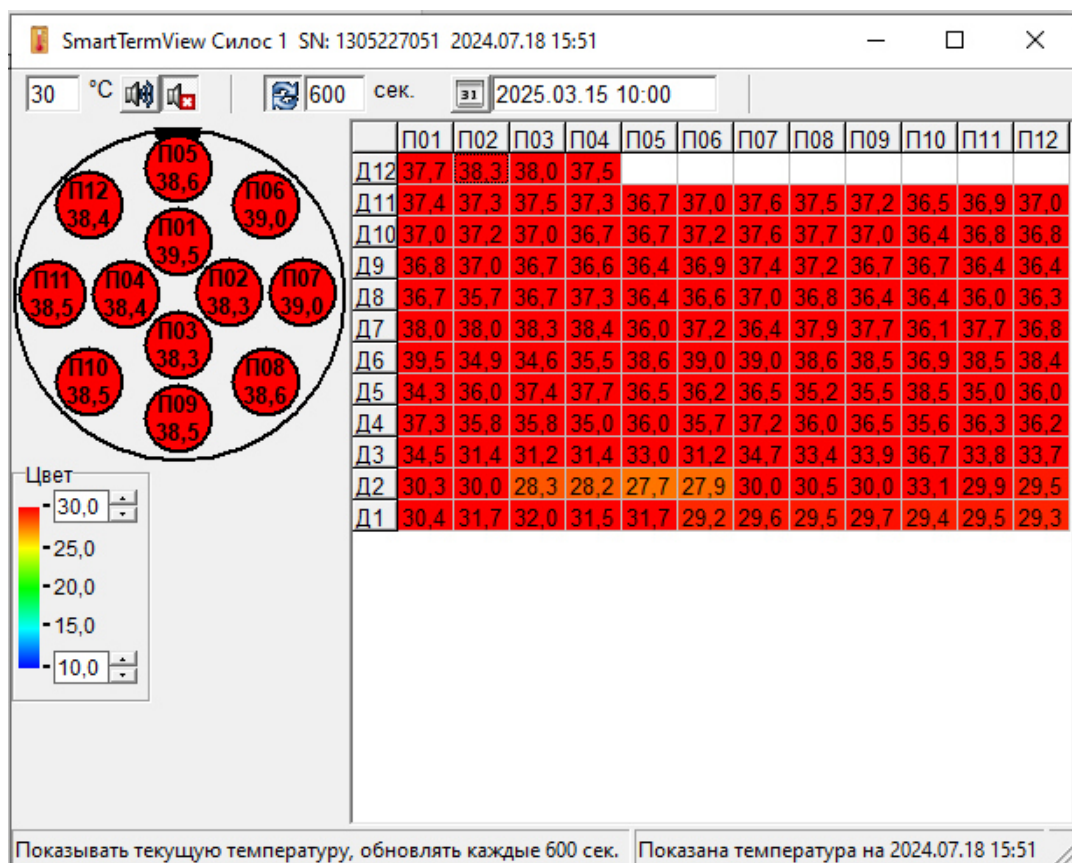 SmartTermView Силос 1 SN: 1305227051 2024.07.18 15:51
30 °C 600 сек. 31 2025.03.15 10:00
П05
38,6
П12
38,4
П06
39,0
П01
39,5
П11
38,5
П04
38,4
П02
38,3
П07
39,0
П03
38,3
П10
38,5
П08
38,6
П09
38,5
Цвет
30,0
25,0
20,0
15,0
10,0
П01 П02 П03 П04 П05 П06 П07 П08 П09 П10 П11 П12
Д12 37,7 38,3 38,0 37,5
Д11 37,4 37,3 37,5 37,3 36,7 37,0 37,6 37,5 37,2 36,5 36,9 37,0
Д10 37,0 37,2 37,0 36,7 36,7 37,2 37,6 37,7 37,0 36,4 36,8 36,8
Д9 36,8 37,0 36,7 36,6 36,4 36,9 37,4 37,2 36,7 36,7 36,4 36,4
Д8 36,7 35,7 36,7 37,3 36,4 36,6 37,0 36,8 36,4 36,4 36,0 36,3
Д7 38,0 38,0 38,3 38,4 36,0 37,2 36,4 37,9 37,7 36,1 37,7 36,8
Д6 39,5 34,9 34,6 35,5 38,6 39,0 39,0 38,6 38,5 36,9 38,5 38,4
Д5 34,3 36,0 37,4 37,7 36,5 36,2 36,5 35,2 35,5 38,5 35,0 36,0
Д4 37,3 35,8 35,8 35,0 36,0 35,7 37,2 36,0 36,5 35,6 36,3 36,2
Д3 34,5 31,4 31,2 31,4 33,0 31,2 34,7 33,4 33,9 36,7 33,8 33,7
Д2 30,3 30,0 28,3 28,2 27,7 27,9 30,0 30,5 30,0 33,1 29,9 29,5
Д1 30,4 31,7 32,0 31,5 31,7 29,2 29,6 29,5 29,7 29,4 29,5 29,3
Показывать текущую температуру, обновлять каждые 600 сек. Показана температура на 2024.07.18 15:51